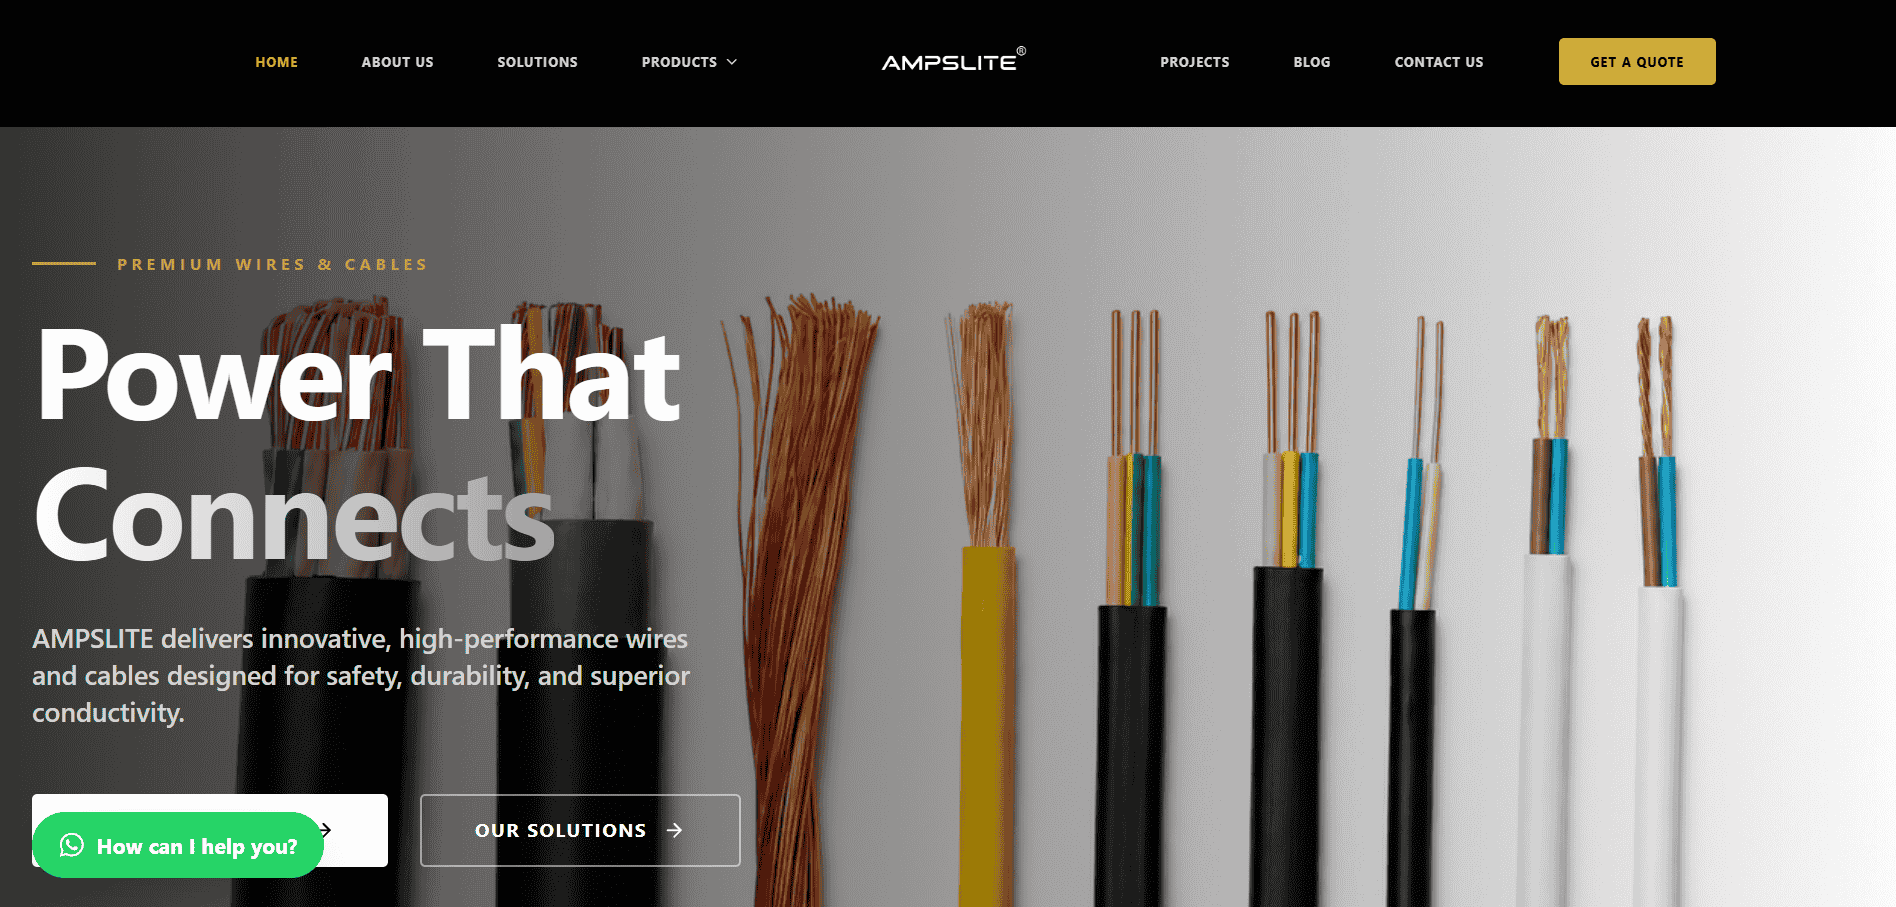 HOME
ABOUT US
SOLUTIONS
PRODUCTS
AMPSLITE®
PROJECTS
BLOG
CONTACT US
GET A QUOTE
PREMIUM WIRES & CABLES
Power That
Connects
AMPSLITE delivers innovative, high-performance wires
and cables designed for safety, durability, and superior
conductivity.
How can I help you?
OUR SOLUTIONS